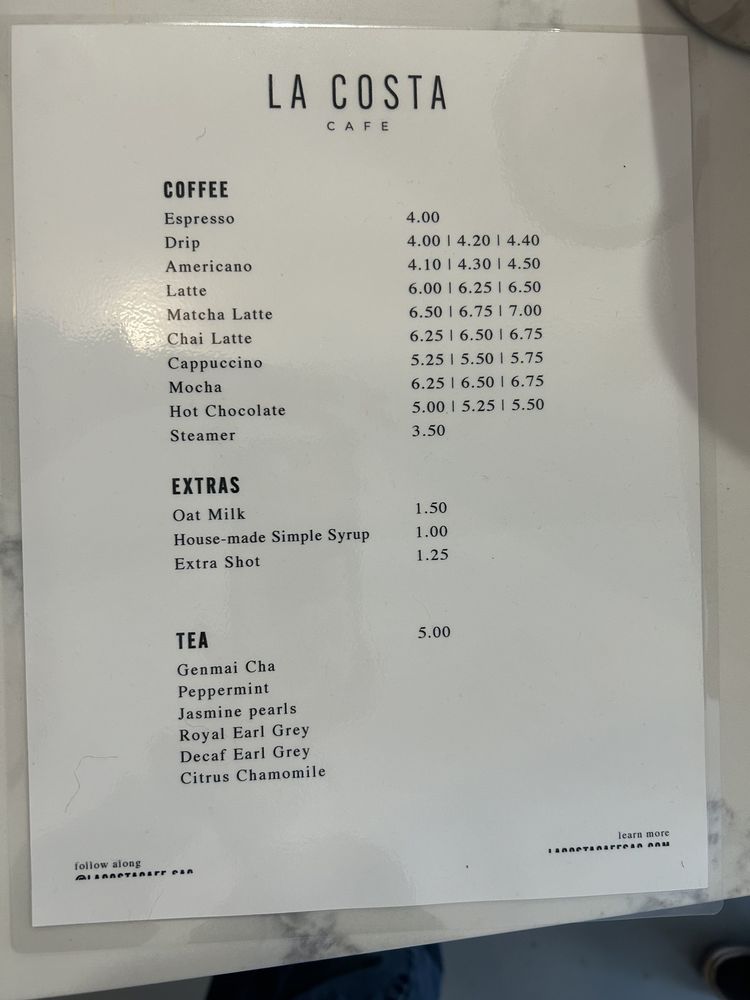 LA COSTA
CAFE
COFFEE
Espresso 4.00
Drip 4.00 | 4.20 | 4.40
Americano 4.10 | 4.30 | 4.50
Latte 6.00 | 6.25 | 6.50
Matcha Latte 6.50 | 6.75 | 7.00
Chai Latte 6.25 | 6.50 | 6.75
Cappuccino 5.25 | 5.50 | 5.75
Mocha 6.25 | 6.50 | 6.75
Hot Chocolate 5.00 | 5.25 | 5.50
Steamer 3.50
EXTRAS
Oat Milk 1.50
House-made Simple Syrup 1.00
Extra Shot 1.25
TEA 5.00
Genmai Cha
Peppermint
Jasmine pearls
Royal Earl Grey
Decaf Earl Grey
Citrus Chamomile
follow along
learn more